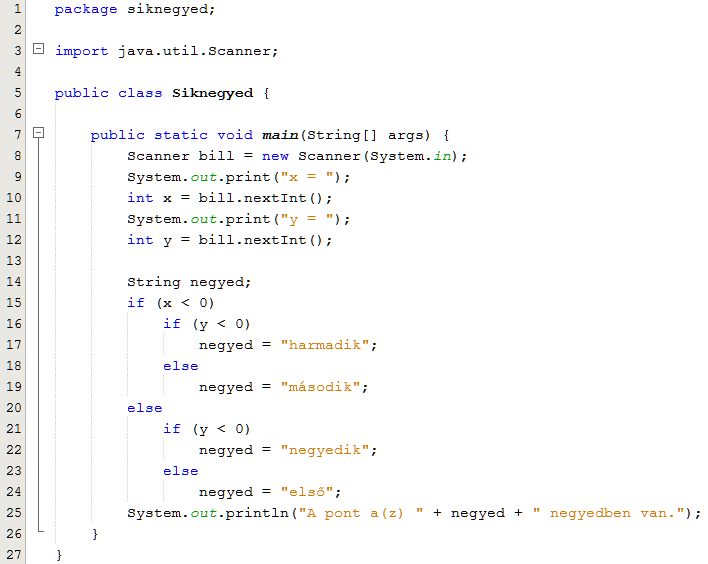 1 package siknegyed;
2
3 import java.util.Scanner;
4
5 public class Siknegyed {
6
7 public static void main(String[] args) {
8 Scanner bill = new Scanner(System.in);
9 System.out.print("x = ");
10 int x = bill.nextInt();
11 System.out.print("y = ");
12 int y = bill.nextInt();
13
14 String negyed;
15 if (x < 0)
16 if (y < 0)
17 negyed = "harmadik";
18 else
19 negyed = "második";
20 else
21 if (y < 0)
22 negyed = "negyedik";
23 else
24 negyed = "első";
25 System.out.println("A pont a(z) " + negyed + " negyedben van.");
26 }
27 }